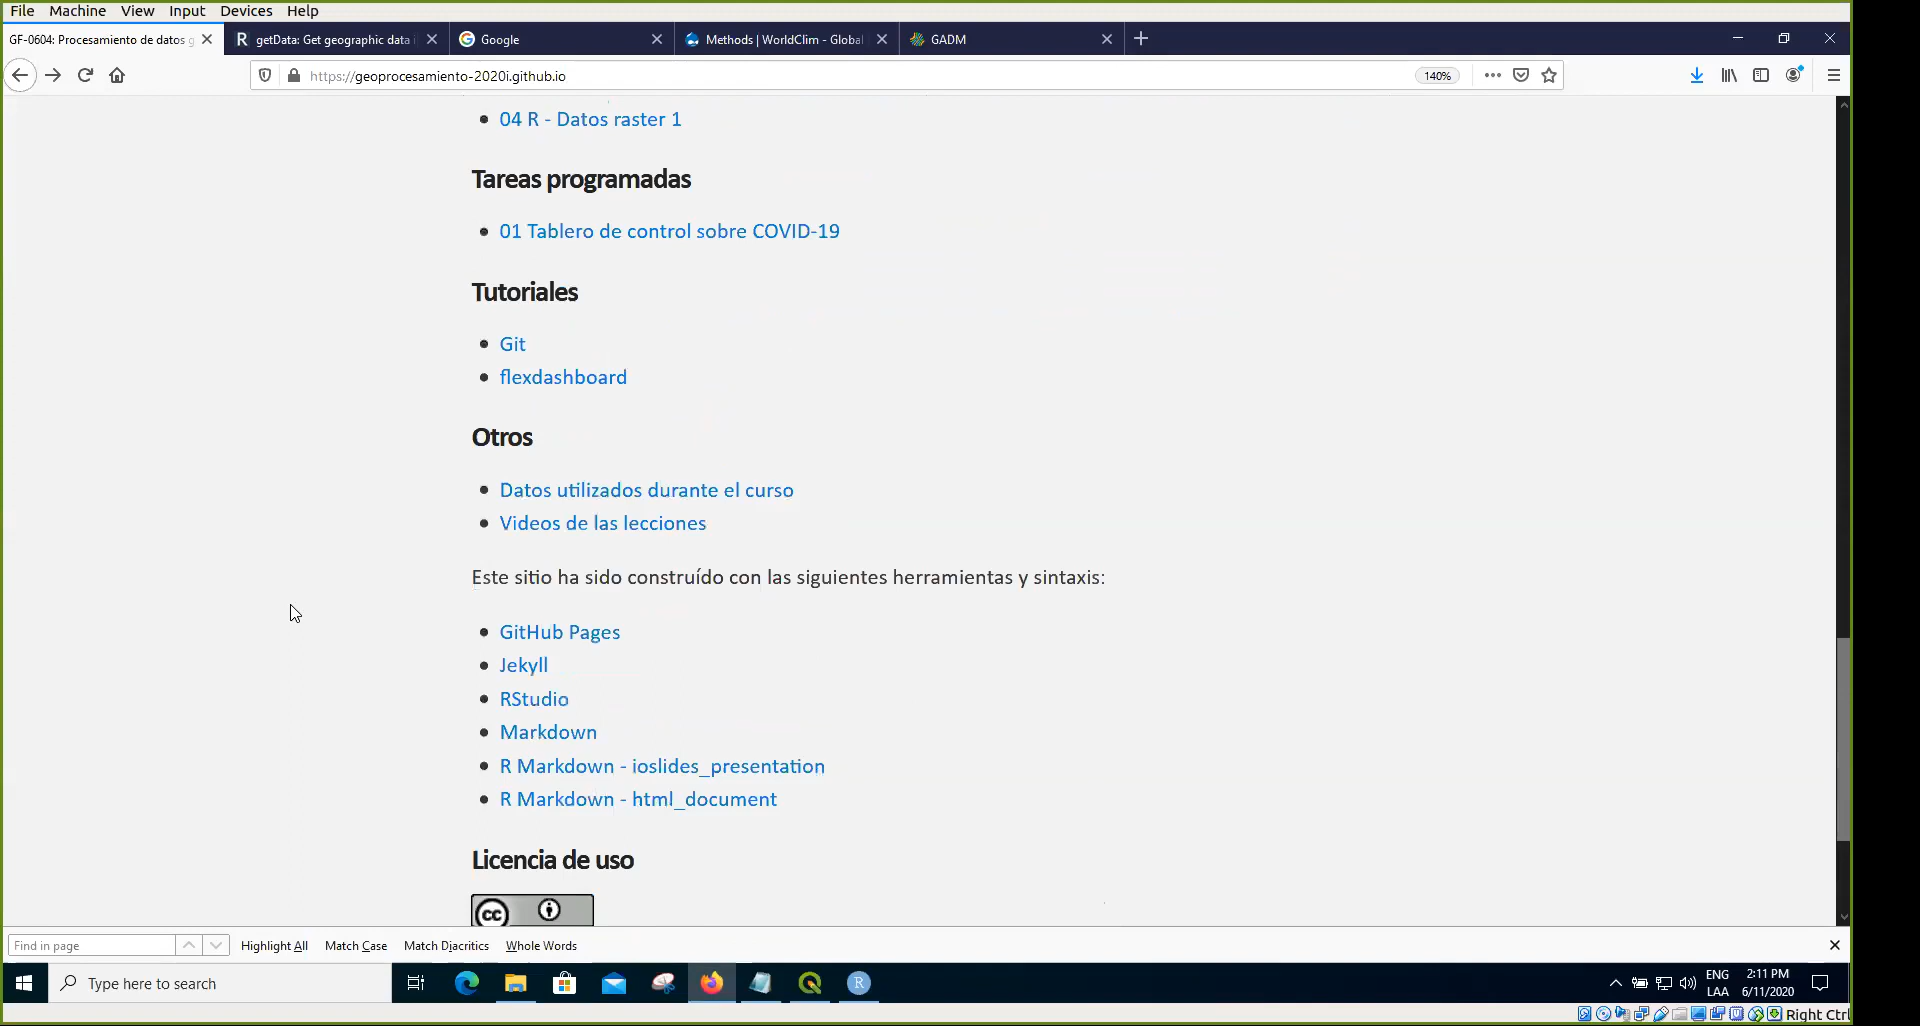 File Machine View Input Devices Help
GF-0604: Procesamiento de datos g
getData: Get geographic data i
Google
Methods | WorldClim - Global
GADM
https://geoprocesamiento-2020i.github.io
140%
04 R - Datos raster 1
Tareas programadas
01 Tablero de control sobre COVID-19
Tutoriales
Git
flexdashboard
Otros
Datos utilizados durante el curso
Videos de las lecciones
Este sitio ha sido construído con las siguientes herramientas y sintaxis:
GitHub Pages
Jekyll
RStudio
Markdown
R Markdown - ioslides_presentation
R Markdown - html_document
Licencia de uso
cc
Find in page Highlight All Match Case Match Diacritics Whole Words
Type here to search
ENG 2:11 PM
LAA 6/11/2020
Right Ctrl